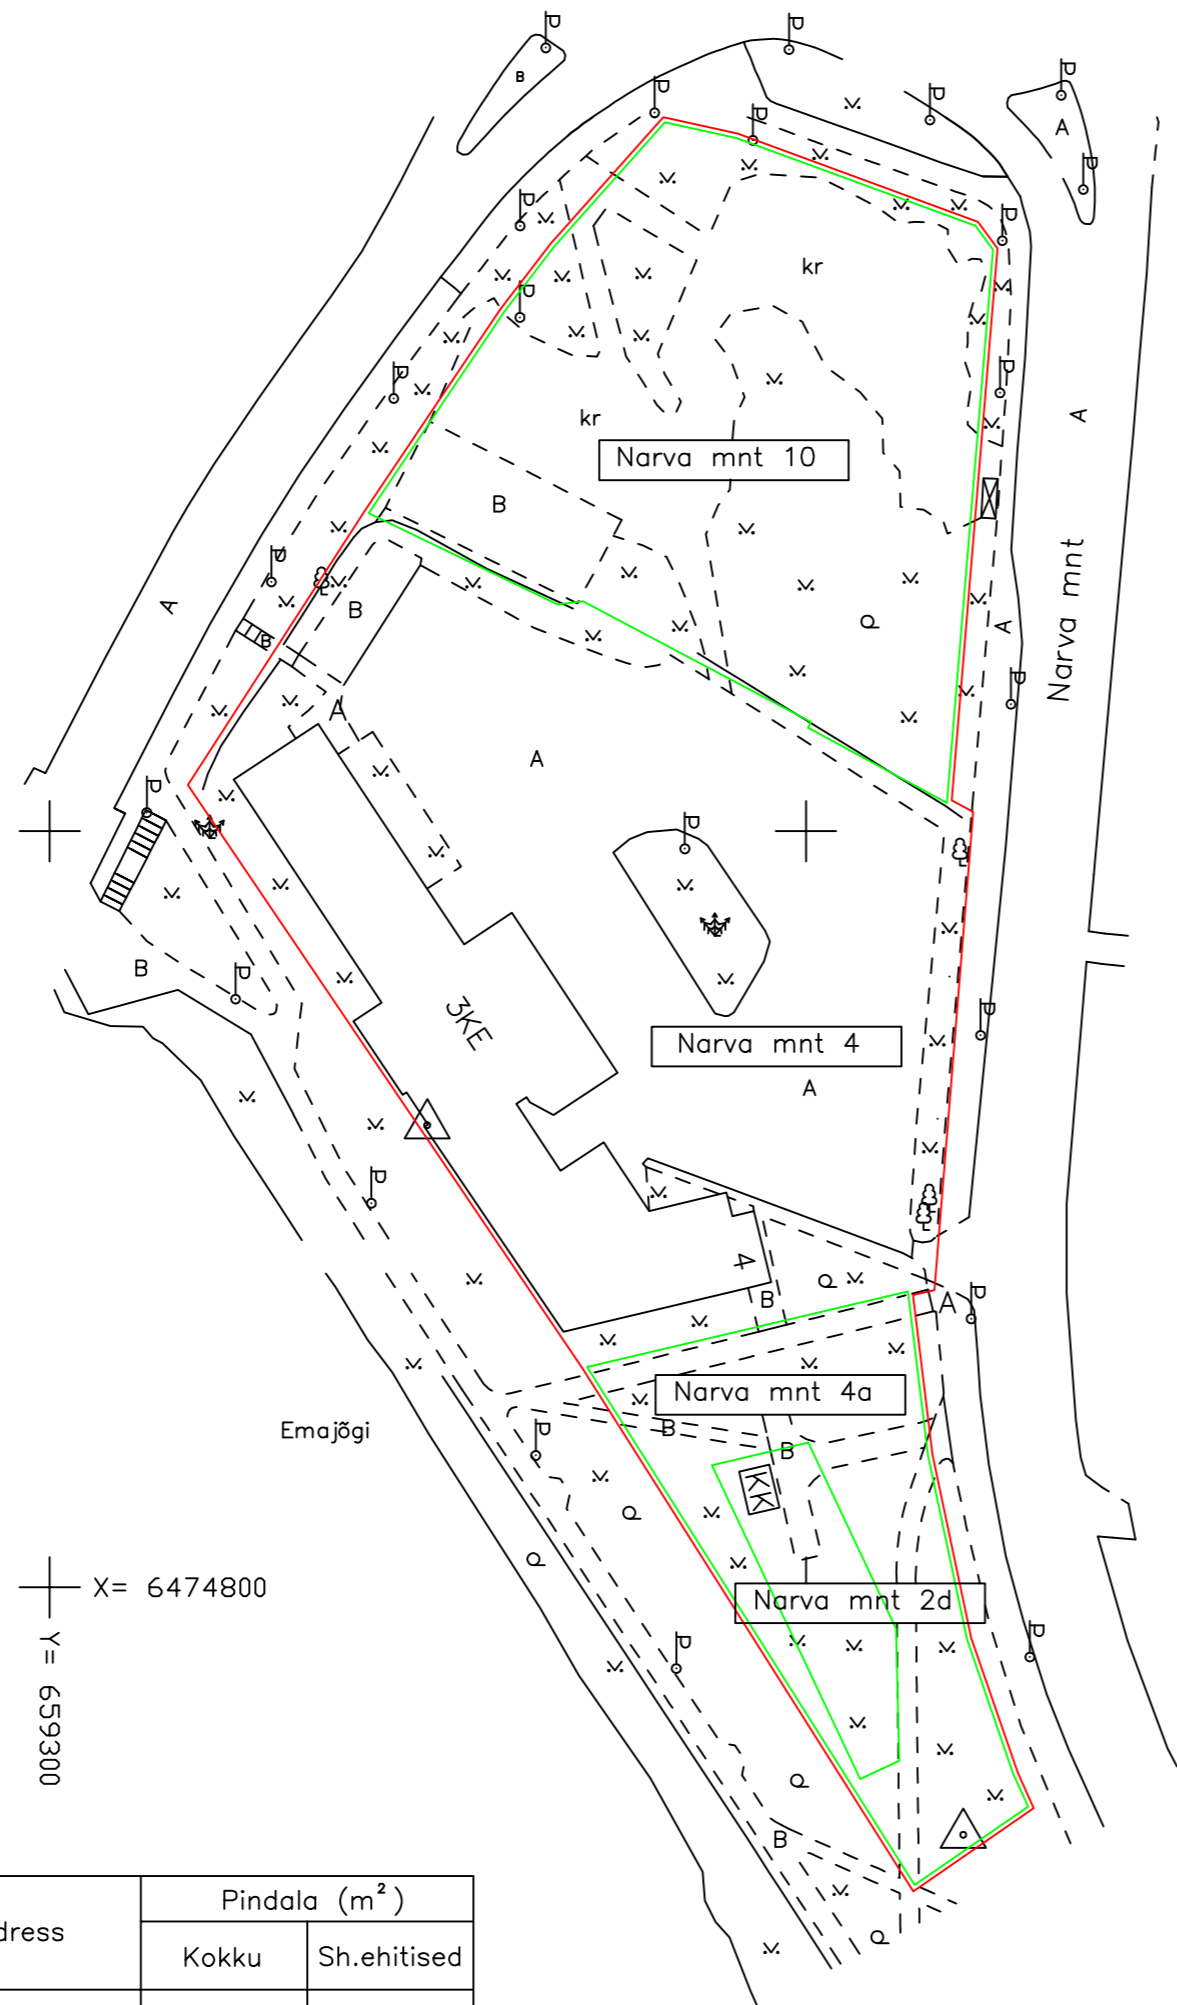 B
A
kr
kr
Narva mnt 10
A
B
Narva mnt
A
B
B
A
A
A
B
3KE
Narva mnt 4
A
4
B
A
Narva mnt 4a
Emajõgi
B
B
KK
X= 6474800
Narva mnt 2d
Y= 659300
B
dress
Pindala (m²)
Kokku
Sh.ehitised